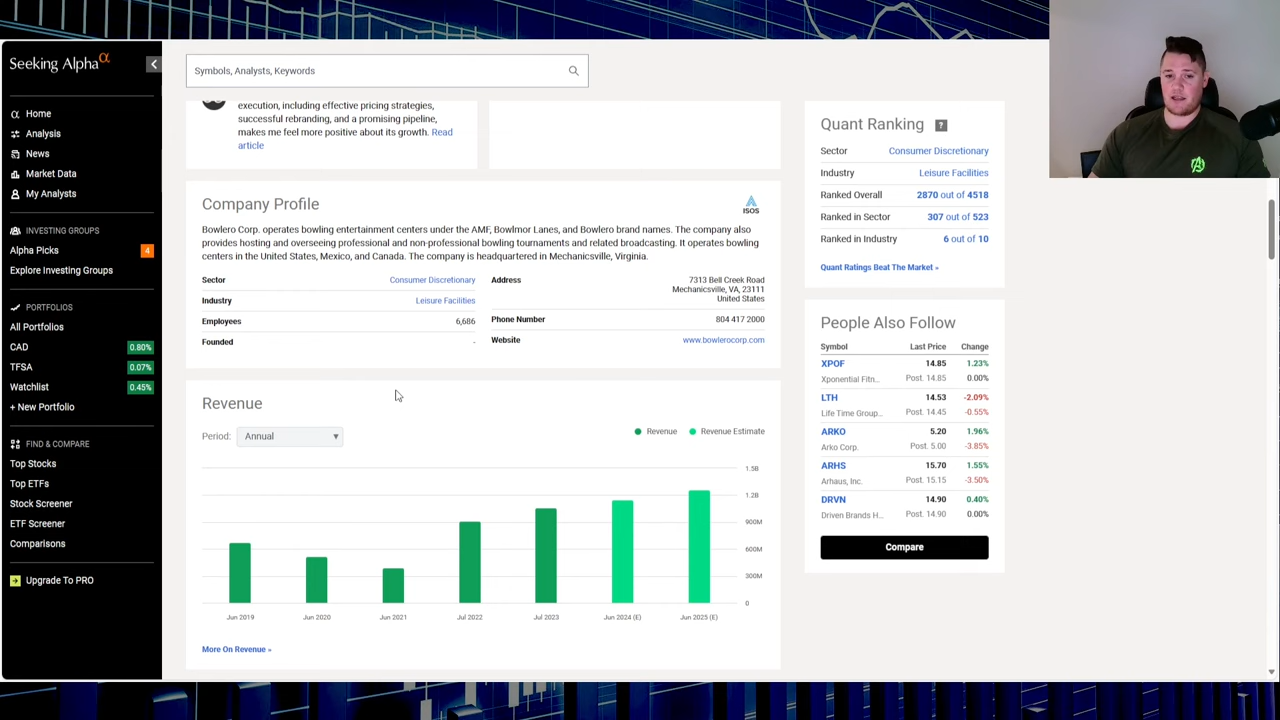 Seeking Alpha α
Home
Analysis
News
Market Data
My Analysts
INVESTING GROUPS
Alpha Picks 4
Explore Investing Groups
PORTFOLIOS
All Portfolios
CAD 0.80%
TFSA 0.07%
Watchlist 0.45%
+ New Portfolio
FIND & COMPARE
Top Stocks
Top ETFs
Stock Screener
ETF Screener
Comparisons
Upgrade To PRO
Symbols, Analysts, Keywords
execution, including effective pricing strategies,
successful rebranding, and a promising pipeline,
makes me feel more positive about its growth. Read
article
Company Profile
ISOS
Bowlero Corp. operates bowling entertainment centers under the AMF, Bowlmor Lanes, and Bowlero brand names. The company also
provides hosting and overseeing professional and non-professional bowling tournaments and related broadcasting. It operates bowling
centers in the United States, Mexico, and Canada. The company is headquartered in Mechanicsville, Virginia.
Sector Consumer Discretionary
Industry Leisure Facilities
Employees 6,686
Founded -
Address 7313 Bell Creek Road
Mechanicsville, VA, 23111
United States
Phone Number 804 417 2000
Website www.bowlerocorp.com
Revenue
Period: Annual
Revenue Revenue Estimate
1.5B
1.2B
900M
600M
300M
0
Jun 2019 Jun 2020 Jun 2021 Jul 2022 Jul 2023 Jun 2024 (E) Jun 2025 (E)
More On Revenue »
Quant Ranking ?
Sector Consumer Discretionary
Industry Leisure Facilities
Ranked Overall 2870 out of 4518
Ranked in Sector 307 out of 523
Ranked in Industry 6 out of 10
Quant Ratings Beat The Market »
People Also Follow
Symbol Last Price Change
XPOF 14.85 1.23%
Xponential Fitn... Post. 14.85 0.00%
LTH 14.53 -2.09%
Life Time Group... Post. 14.45 -0.55%
ARKO 5.20 1.96%
Arko Corp. Post. 5.00 -3.85%
ARHS 15.70 1.55%
Arhaus, Inc. Post. 15.15 -3.50%
DRVN 14.90 0.40%
Driven Brands H... Post. 14.90 0.00%
Compare